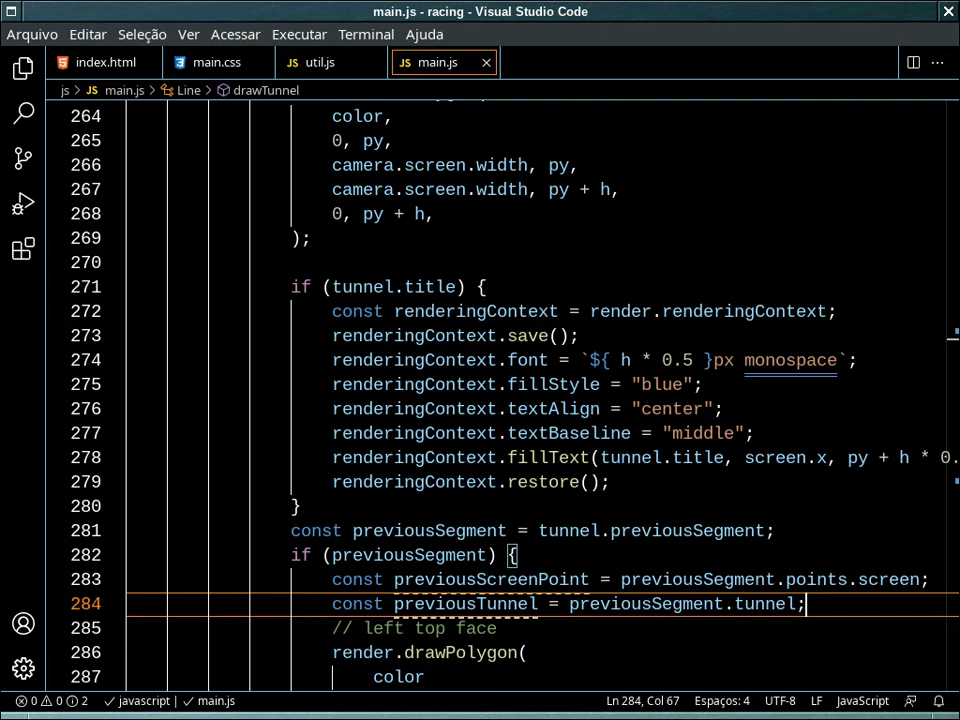 main.js - racing - Visual Studio Code
Arquivo Editar Seleção Ver Acessar Executar Terminal Ajuda
index.html main.css JS util.js JS main.js
js > JS main.js > Line > drawTunnel
264 color,
265 0, py,
266 camera.screen.width, py,
267 camera.screen.width, py + h,
268 0, py + h,
269 );
270
271 if (tunnel.title) {
272 const renderingContext = render.renderingContext;
273 renderingContext.save();
274 renderingContext.font = `${ h * 0.5 }px monospace`;
275 renderingContext.fillStyle = "blue";
276 renderingContext.textAlign = "center";
277 renderingContext.textBaseline = "middle";
278 renderingContext.fillText(tunnel.title, screen.x, py + h * 0.
279 renderingContext.restore();
280 }
281 const previousSegment = tunnel.previousSegment;
282 if (previousSegment) {
283 const previousScreenPoint = previousSegment.points.screen;
284 const previousTunnel = previousSegment.tunnel;
285 // left top face
286 render.drawPolygon(
287 color
0 0 2 javascript | main.js Ln 284, Col 67 Espaços: 4 UTF-8 LF JavaScript